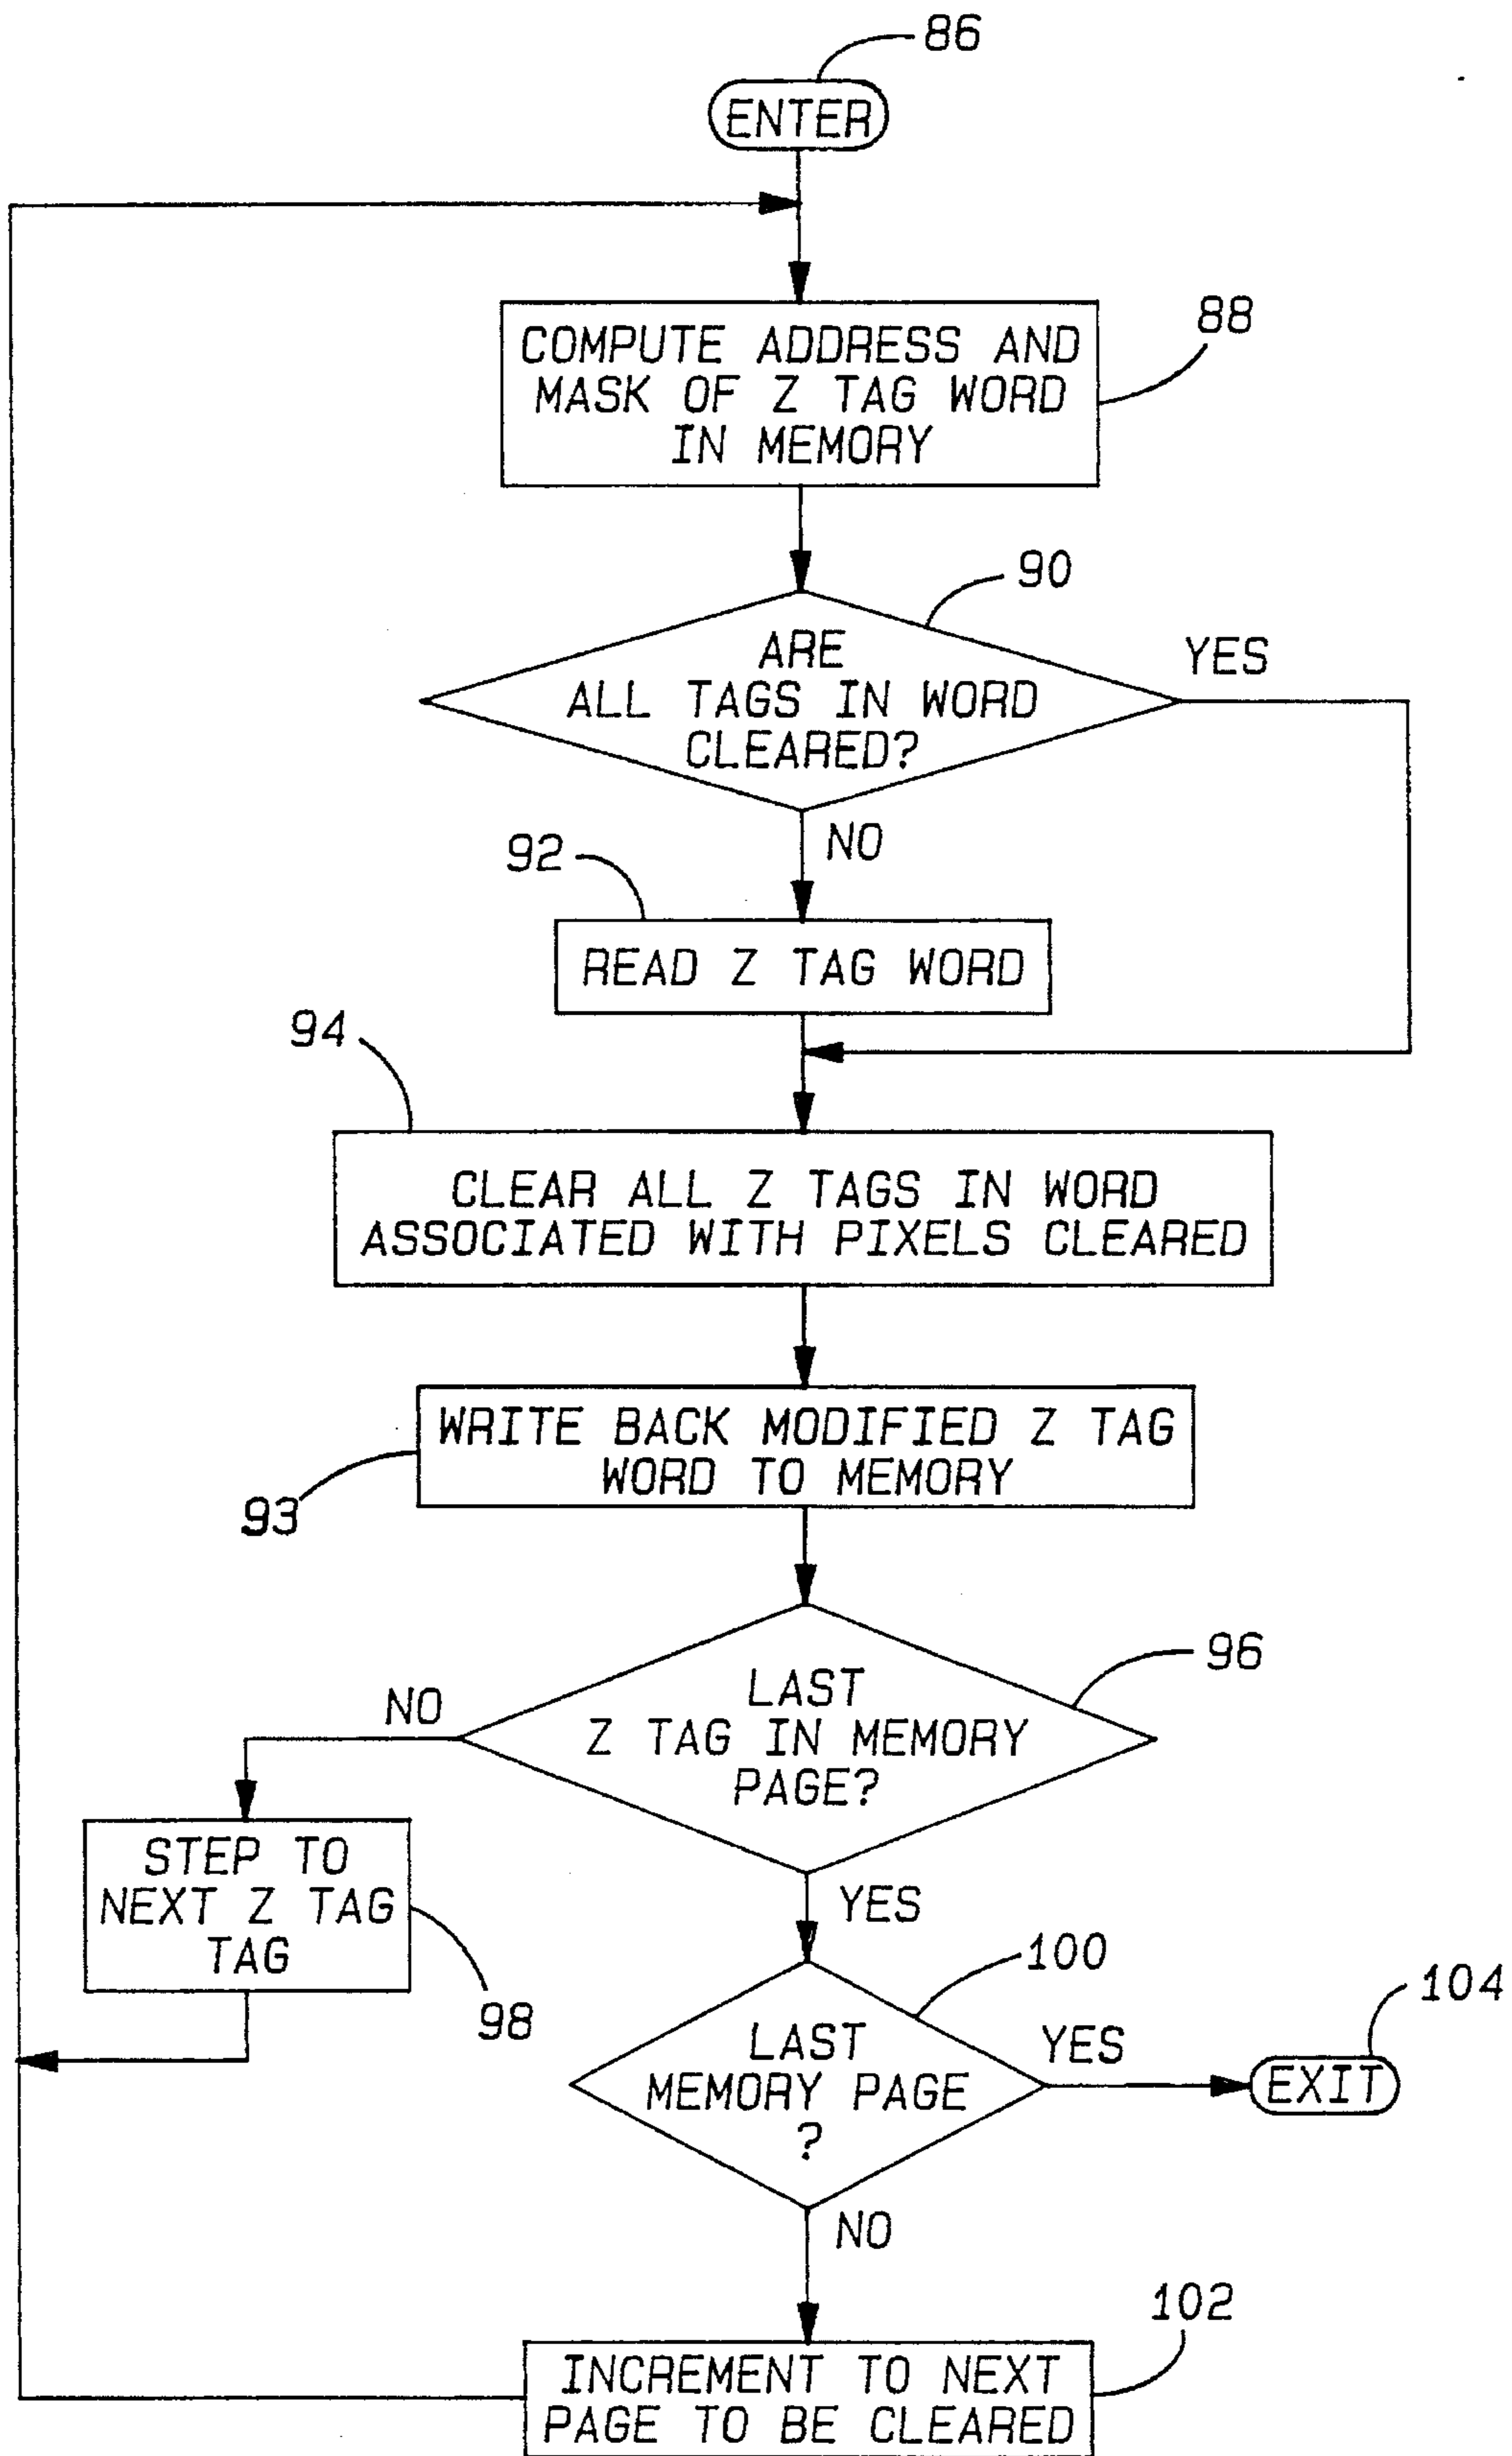 86
ENTER
88
COMPUTE ADDRESS AND
MASK OF Z TAG WORD
IN MEMORY
90
ARE
ALL TAGS IN WORD
CLEARED?
YES
NO
92
READ Z TAG WORD
94
CLEAR ALL Z TAGS IN WORD
ASSOCIATED WITH PIXELS CLEARED
WRITE BACK MODIFIED Z TAG
WORD TO MEMORY
93
96
LAST
Z TAG IN MEMORY
PAGE?
NO
STEP TO
NEXT Z TAG
TAG
98
YES
100
LAST
MEMORY PAGE
?
YES
104
EXIT
NO
102
INCREMENT TO NEXT
PAGE TO BE CLEARED